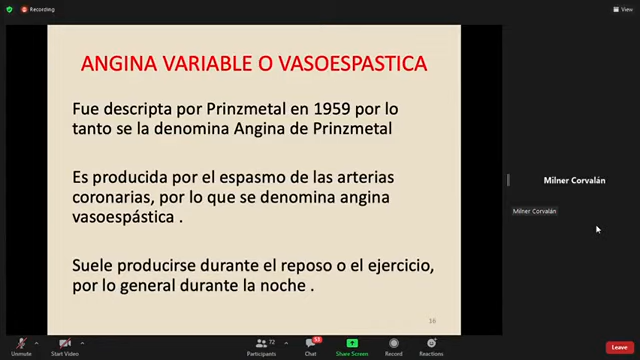 Recording
View
ANGINA VARIABLE O VASOESPASTICA
Fue descripta por Prinzmetal en 1959 por lo
tanto se la denomina Angina de Prinzmetal
Es producida por el espasmo de las arterias
coronarias, por lo que se denomina angina
vasoespástica .
Suele producirse durante el reposo o el ejercicio,
por lo general durante la noche .
16
Milner Corvalán
Milner Corvalán
Unmute
Start Video
72
Participants
53
Chat
Share Screen
Record
Reactions
Leave